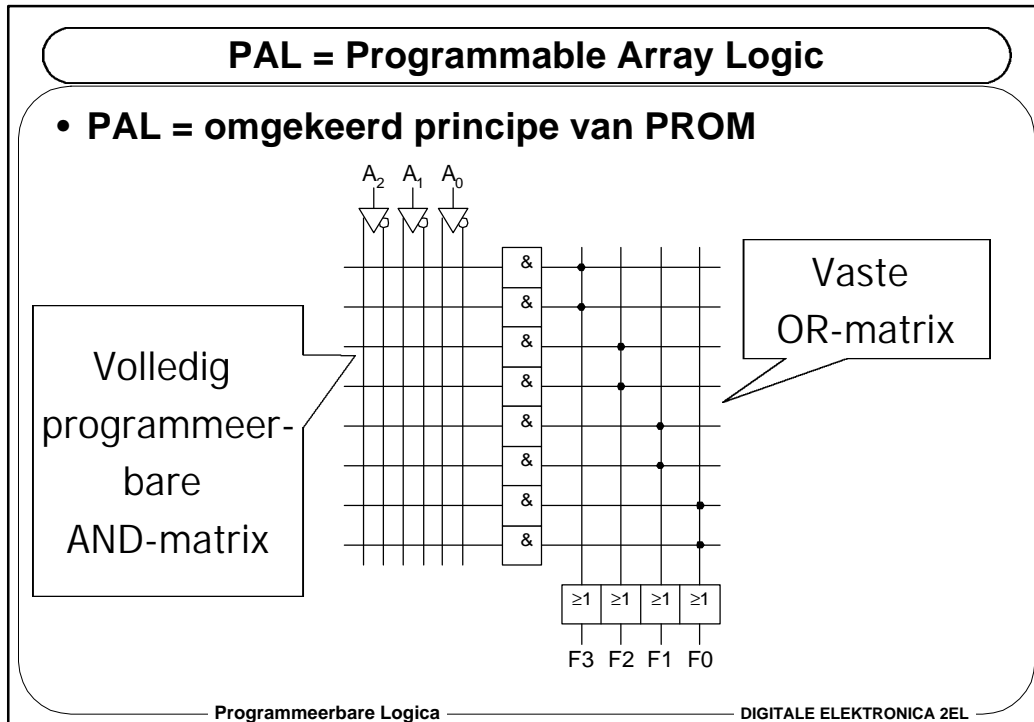 PAL = Programmable Array Logic
• PAL = omgekeerd principe van PROM
A₂ A₁ A₀
&
&
&
&
&
&
&
&
Volledig
programmeer-
bare
AND-matrix
Vaste
OR-matrix
≥1 ≥1 ≥1 ≥1
F3 F2 F1 F0
Programmeerbare Logica
DIGITALE ELEKTRONICA 2EL